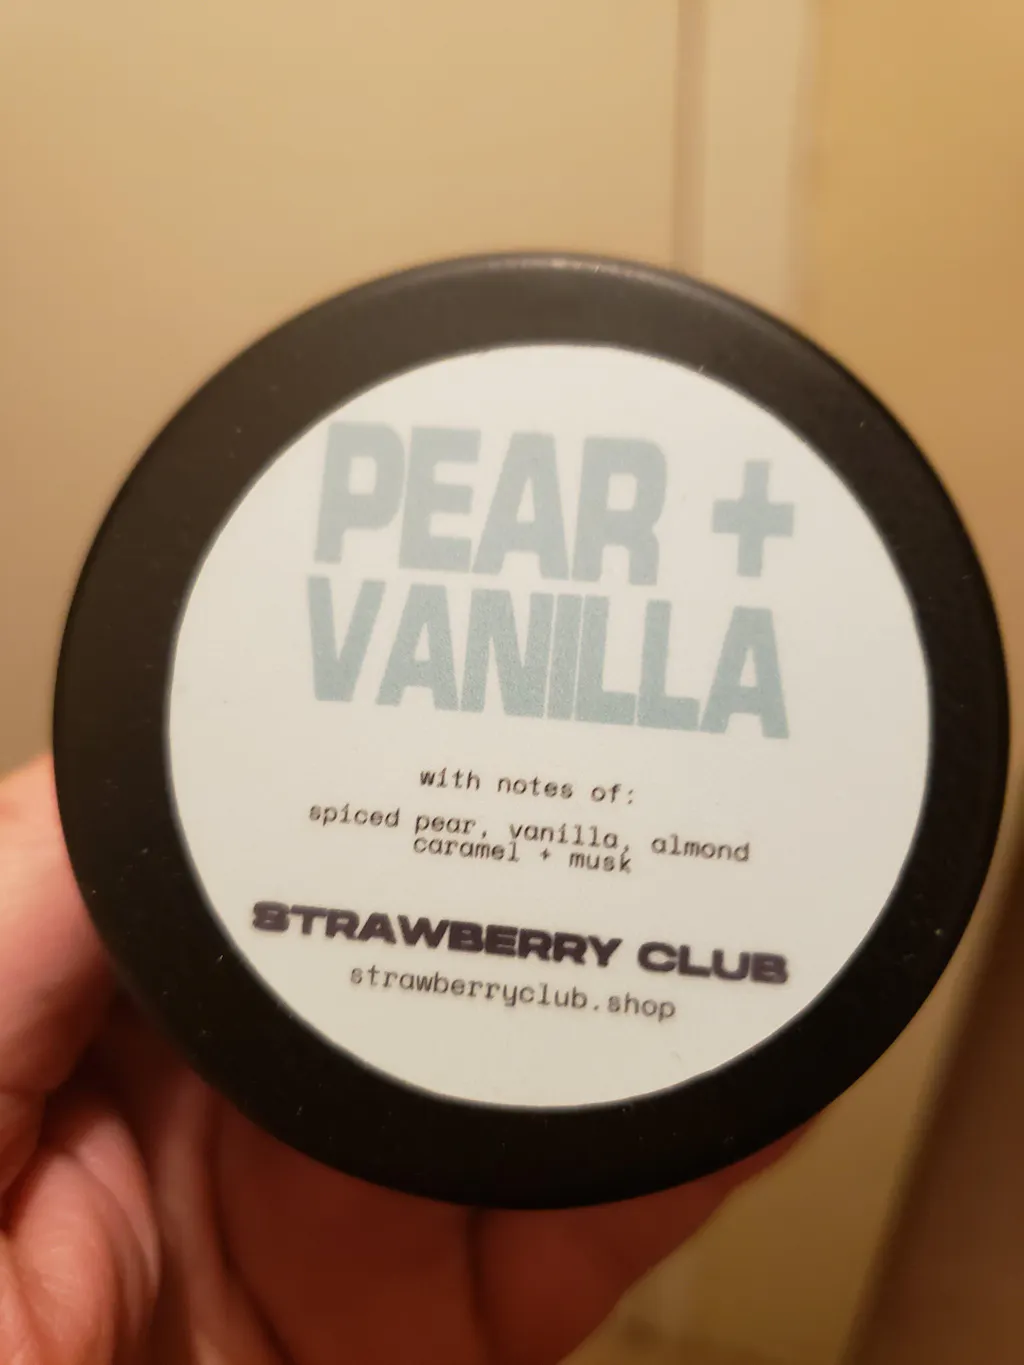 PEAR +
VANILLA
with notes of:
spiced pear, vanilla, almond
caramel + musk
STRAWBERRY CLUB
strawberryclub.shop